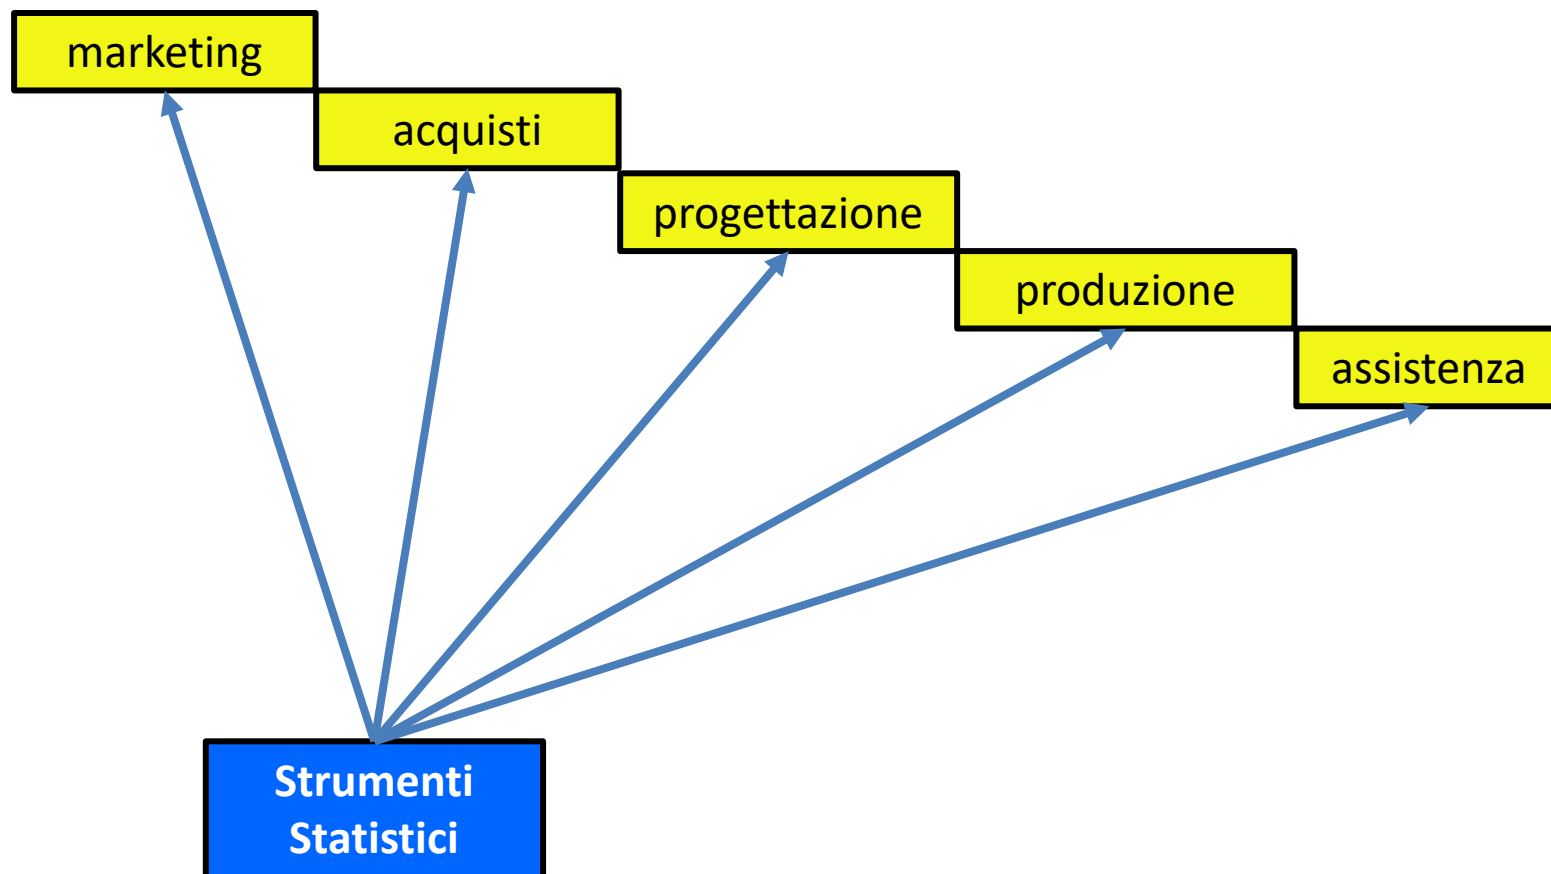 marketing
acquisti
progettazione
produzione
assistenza
Strumenti
Statistici